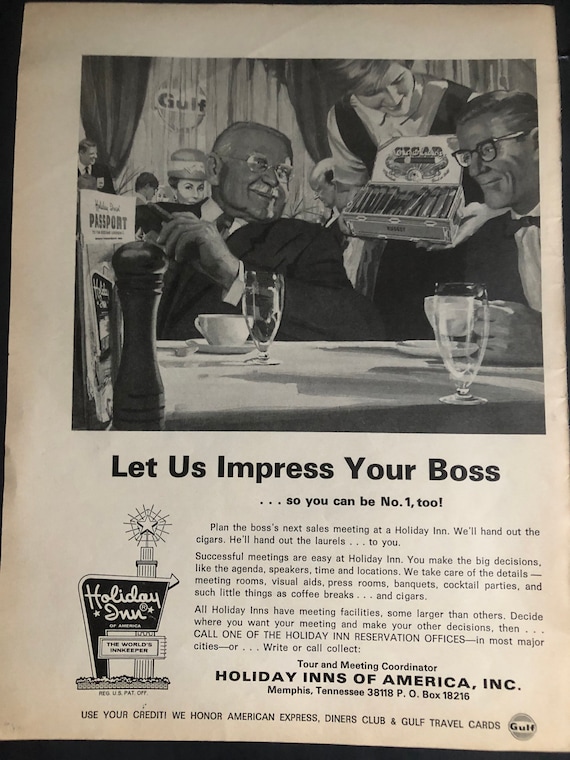 Gulf
Holiday Inn
PASSPORT
Holiday
Inn
Let Us Impress Your Boss
. . . so you can be No. 1, too!
Plan the boss's next sales meeting at a Holiday Inn. We'll hand out the
cigars. He'll hand out the laurels . . . to you.
Successful meetings are easy at Holiday Inn. You make the big decisions,
like the agenda, speakers, time and locations. We take care of the details —
meeting rooms, visual aids, press rooms, banquets, cocktail parties, and
such little things as coffee breaks . . . and cigars.
All Holiday Inns have meeting facilities, some larger than others. Decide
where you want your meeting and make your other decisions, then . . .
CALL ONE OF THE HOLIDAY INN RESERVATION OFFICES—in most major
cities—or . . . Write or call collect:
Tour and Meeting Coordinator
HOLIDAY INNS OF AMERICA, INC.
Memphis, Tennessee 38118 P. O. Box 18216
Holiday
Inn®
OF AMERICA
THE WORLD'S
INNKEEPER
REG. U.S. PAT. OFF.
USE YOUR CREDIT! WE HONOR AMERICAN EXPRESS, DINERS CLUB & GULF TRAVEL CARDS
Gulf